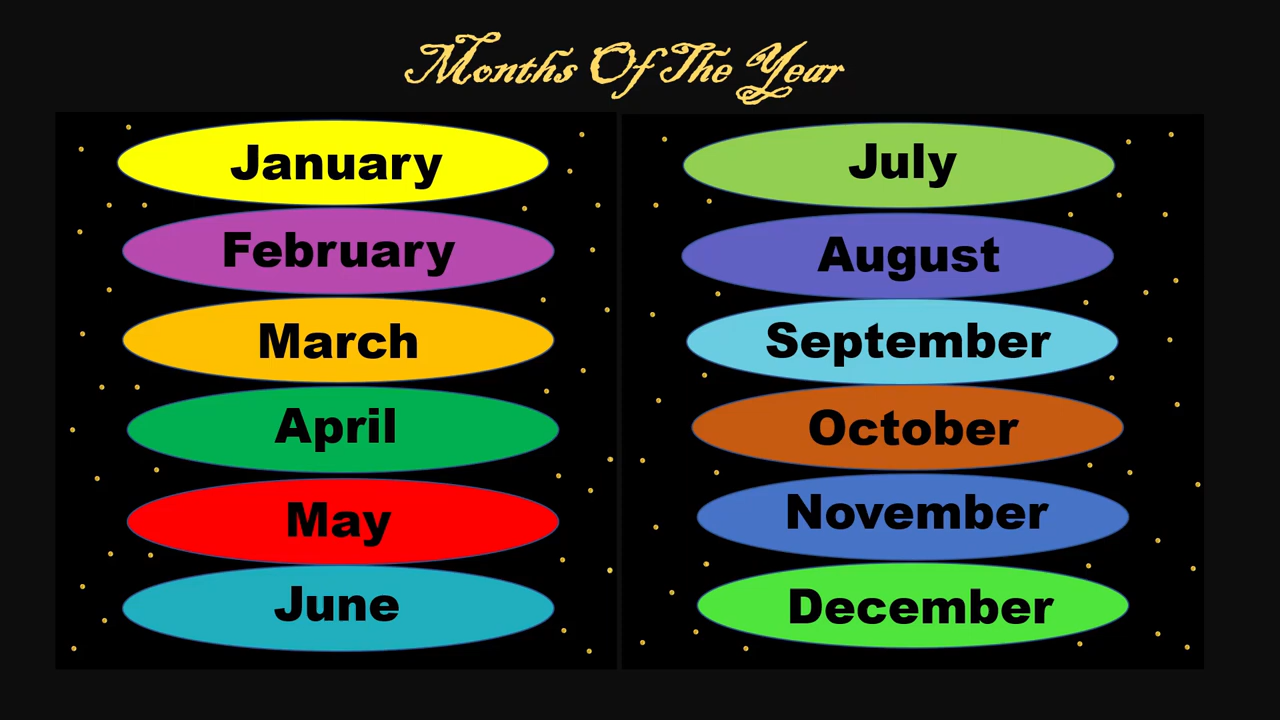 Months Of The Year
January
February
March
April
May
June
July
August
September
October
November
December